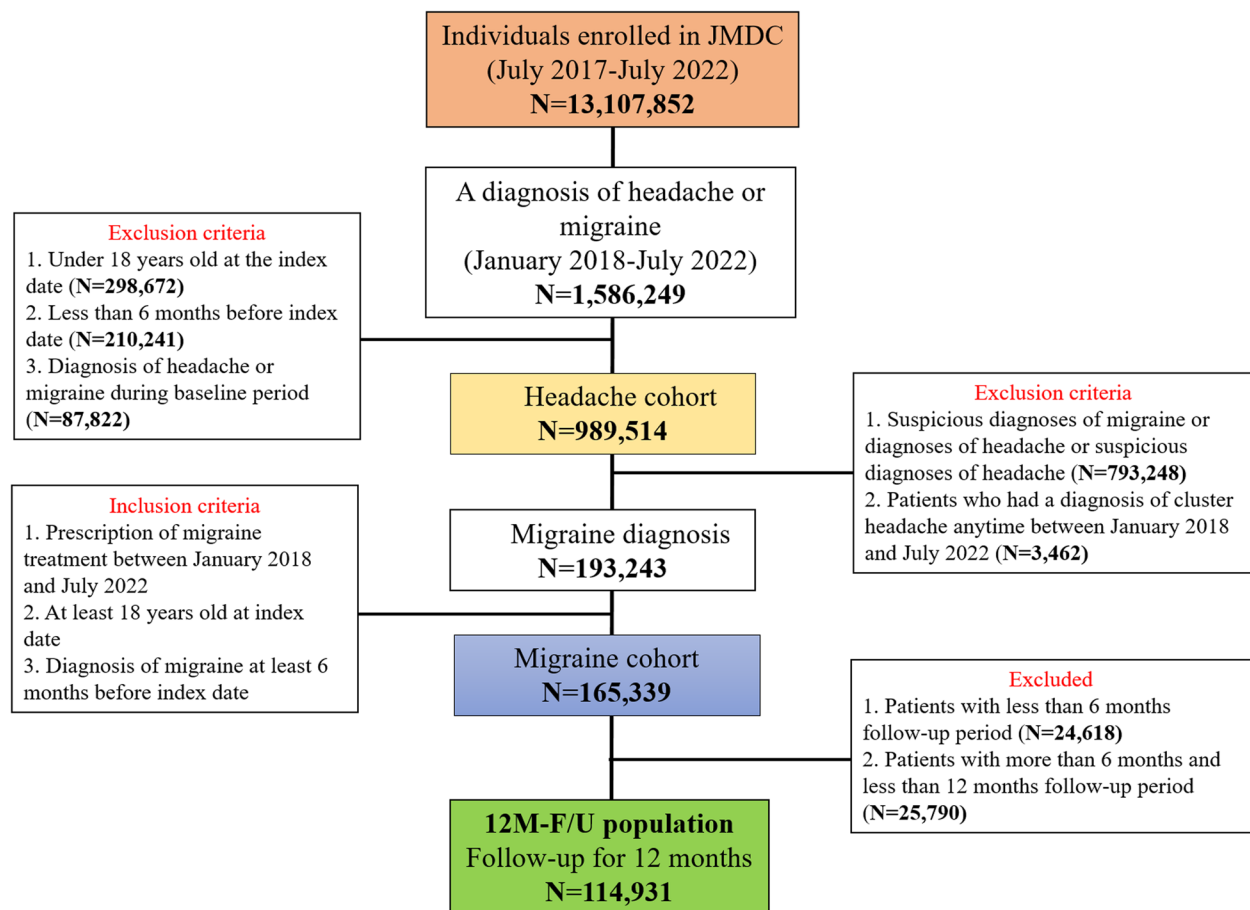 Individuals enrolled in JMDC
(July 2017-July 2022)
N=13,107,852
A diagnosis of headache or
migraine
(January 2018-July 2022)
N=1,586,249
Exclusion criteria
1. Under 18 years old at the index
date (N=298,672)
2. Less than 6 months before index
date (N=210,241)
3. Diagnosis of headache or
migraine during baseline period
(N=87,822)
Headache cohort
N=989,514
Exclusion criteria
1. Suspicious diagnoses of migraine or
diagnoses of headache or suspicious
diagnoses of headache (N=793,248)
2. Patients who had a diagnosis of cluster
headache anytime between January 2018
and July 2022 (N=3,462)
Migraine diagnosis
N=193,243
Inclusion criteria
1. Prescription of migraine
treatment between January 2018
and July 2022
2. At least 18 years old at index
date
3. Diagnosis of migraine at least 6
months before index date
Migraine cohort
N=165,339
Excluded
1. Patients with less than 6 months
follow-up period (N=24,618)
2. Patients with more than 6 months and
less than 12 months follow-up period
(N=25,790)
12M-F/U population
Follow-up for 12 months
N=114,931